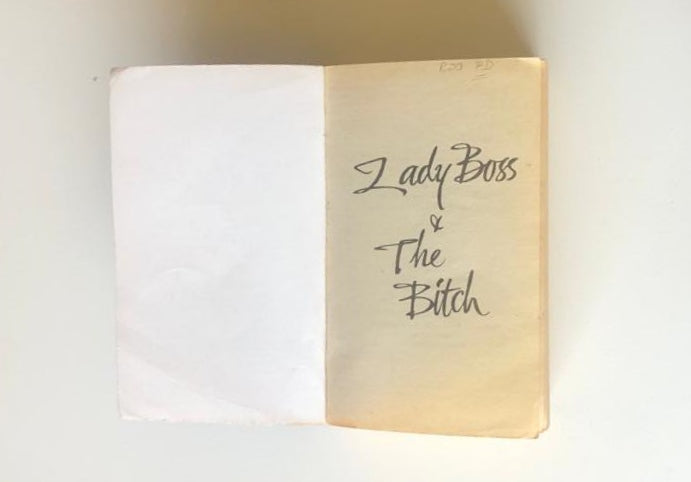 Lady Boss
&
The
Bitch